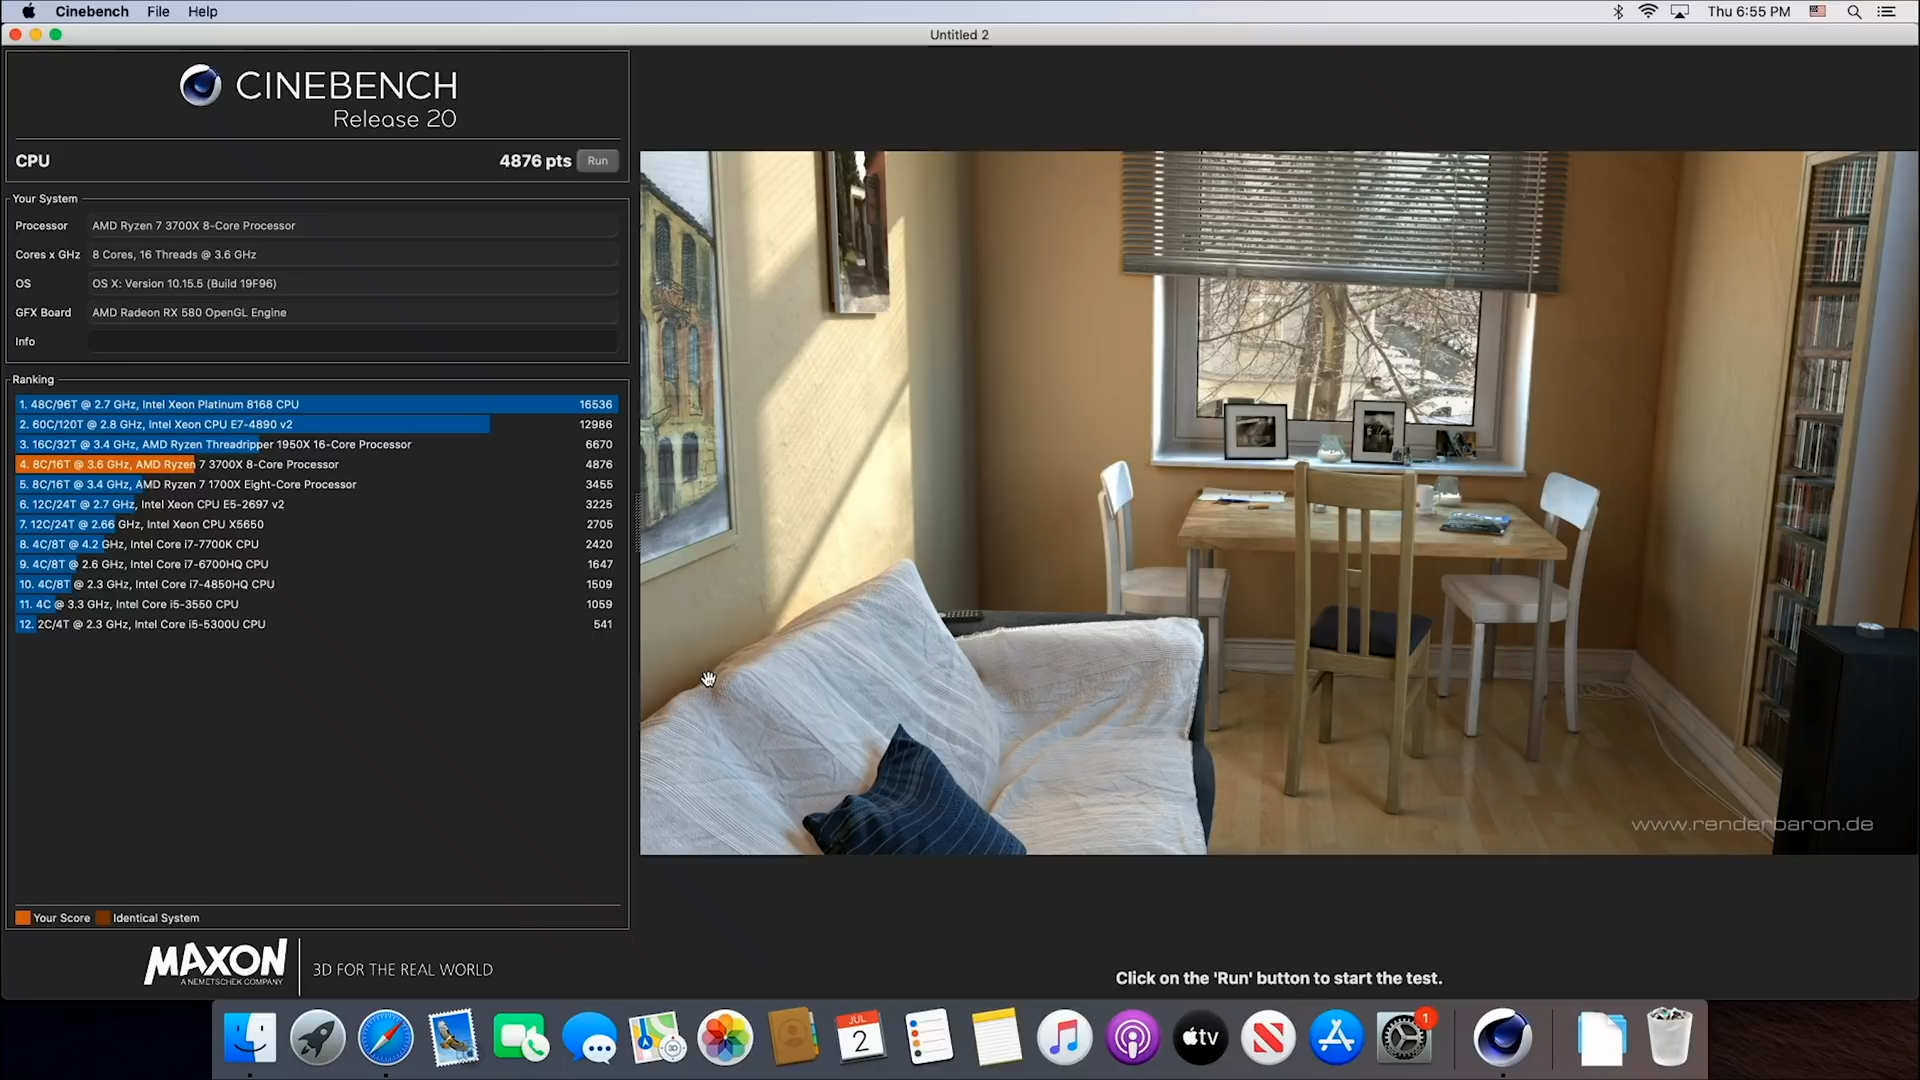 Cinebench File Help Thu 6:55 PM
Untitled 2
CINEBENCH
Release 20
CPU 4876 pts Run
Your System
Processor AMD Ryzen 7 3700X 8-Core Processor
Cores x GHz 8 Cores, 16 Threads @ 3.6 GHz
OS OS X: Version 10.15.5 (Build 19F96)
GFX Board AMD Radeon RX 580 OpenGL Engine
Info
Ranking
1. 48C/96T @ 2.7 GHz, Intel Xeon Platinum 8168 CPU 16536
2. 60C/120T @ 2.8 GHz, Intel Xeon CPU E7-4890 v2 12986
3. 16C/32T @ 3.4 GHz, AMD Ryzen Threadripper 1950X 16-Core Processor 6670
4. 8C/16T @ 3.6 GHz, AMD Ryzen 7 3700X 8-Core Processor 4876
5. 8C/16T @ 3.4 GHz, AMD Ryzen 7 1700X Eight-Core Processor 3455
6. 12C/24T @ 2.7 GHz, Intel Xeon CPU E5-2697 v2 3225
7. 12C/24T @ 2.66 GHz, Intel Xeon CPU X5650 2705
8. 4C/8T @ 4.2 GHz, Intel Core i7-7700K CPU 2420
9. 4C/8T @ 2.6 GHz, Intel Core i7-6700HQ CPU 1647
10. 4C/8T @ 2.3 GHz, Intel Core i7-4850HQ CPU 1509
11. 4C @ 3.3 GHz, Intel Core i5-3550 CPU 1059
12. 2C/4T @ 2.3 GHz, Intel Core i5-5300U CPU 541
www.renderbaron.de
Your Score Identical System
MAXON
A NEMETSCHEK COMPANY
3D FOR THE REAL WORLD
Click on the 'Run' button to start the test.
3D
JUL
2
tv
1